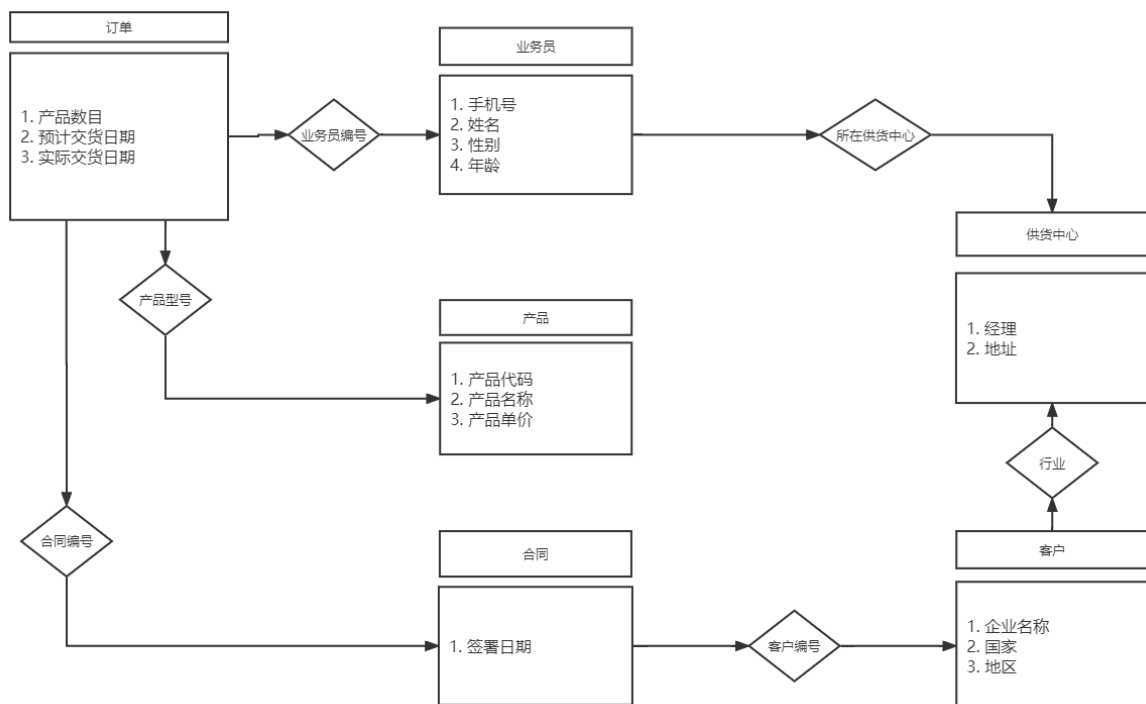 订单
1. 产品数目
2. 预计交货日期
3. 实际交货日期
业务员编号
业务员
1. 手机号
2. 姓名
3. 性别
4. 年龄
所在供货中心
供货中心
1. 经理
2. 地址
产品型号
产品
1. 产品代码
2. 产品名称
3. 产品单价
行业
合同编号
合同
1. 签署日期
客户编号
客户
1. 企业名称
2. 国家
3. 地区